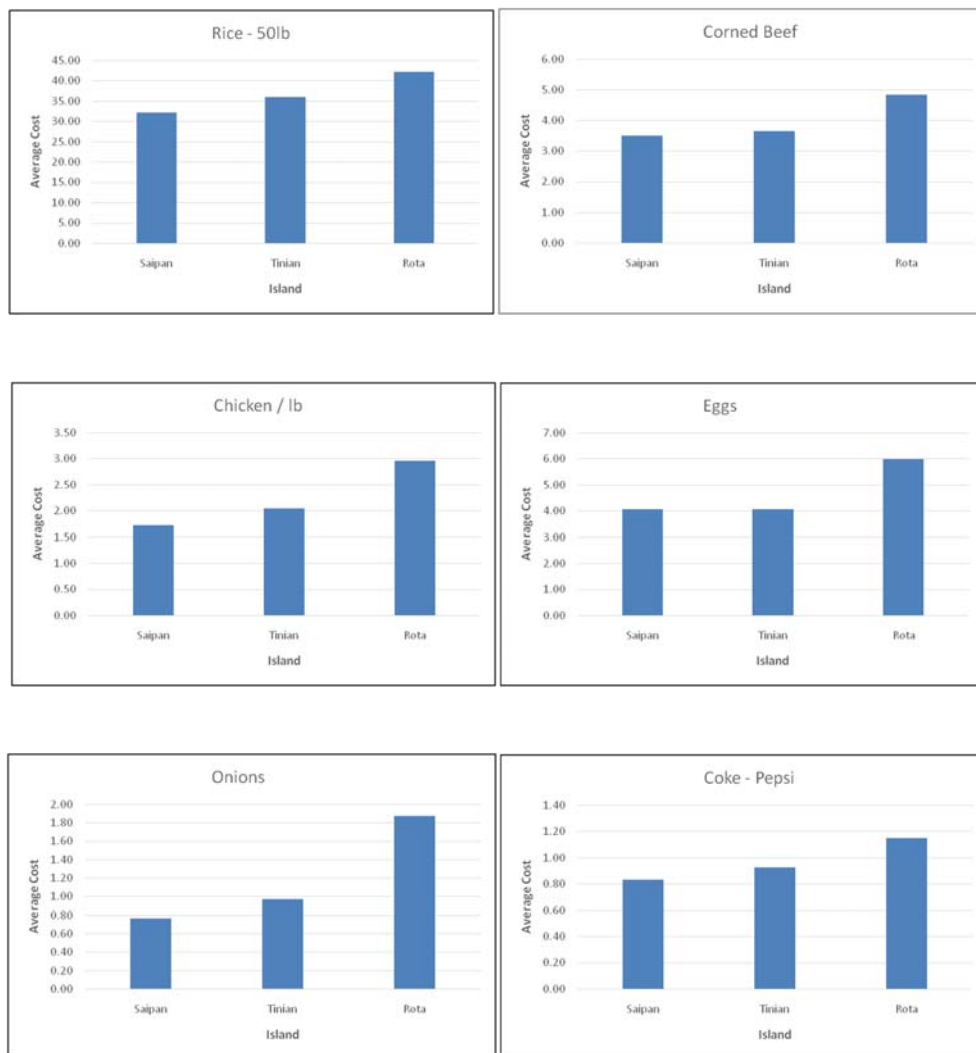 Rice - 50lb
Average Cost
45.00
40.00
35.00
30.00
25.00
20.00
15.00
10.00
5.00
0.00
Saipan Tinian Rota
Island
Corned Beef
Average Cost
6.00
5.00
4.00
3.00
2.00
1.00
0.00
Saipan Tinian Rota
Island
Chicken / lb
Average Cost
3.50
3.00
2.50
2.00
1.50
1.00
0.50
0.00
Saipan Tinian Rota
Island
Eggs
Average Cost
7.00
6.00
5.00
4.00
3.00
2.00
1.00
0.00
Saipan Tinian Rota
Island
Onions
Average Cost
2.00
1.80
1.60
1.40
1.20
1.00
0.80
0.60
0.40
0.20
0.00
Saipan Tinian Rota
Island
Coke - Pepsi
Average Cost
1.40
1.20
1.00
0.80
0.60
0.40
0.20
0.00
Saipan Tinian Rota
Island